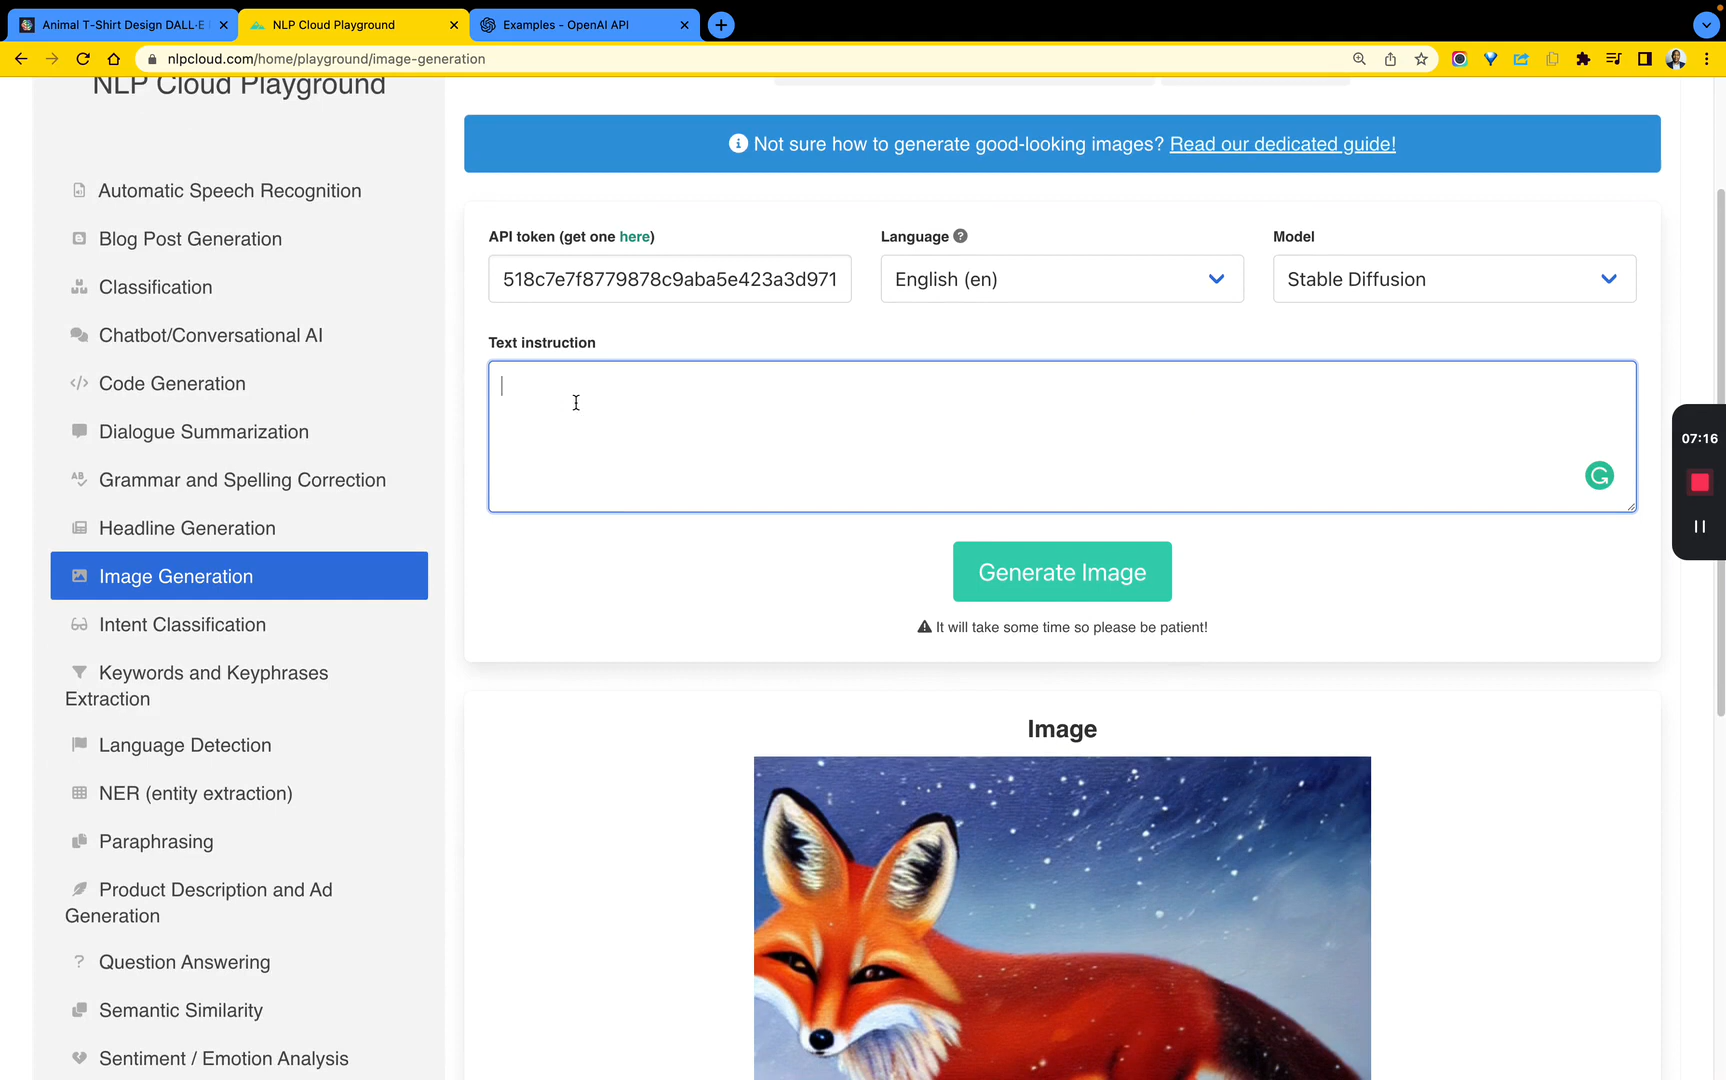 Animal T-Shirt Design DALL·E
NLP Cloud Playground
Examples - OpenAI API
nlpcloud.com/home/playground/image-generation
NLP Cloud Playground
Automatic Speech Recognition
Blog Post Generation
Classification
Chatbot/Conversational AI
Code Generation
Dialogue Summarization
Grammar and Spelling Correction
Headline Generation
Image Generation
Intent Classification
Keywords and Keyphrases
Extraction
Language Detection
NER (entity extraction)
Paraphrasing
Product Description and Ad
Generation
Question Answering
Semantic Similarity
Sentiment / Emotion Analysis
Not sure how to generate good-looking images? Read our dedicated guide!
API token (get one here)
Language
Model
518c7e7f8779878c9aba5e423a3d971
English (en)
Stable Diffusion
Text instruction
Generate Image
It will take some time so please be patient!
Image
07:16